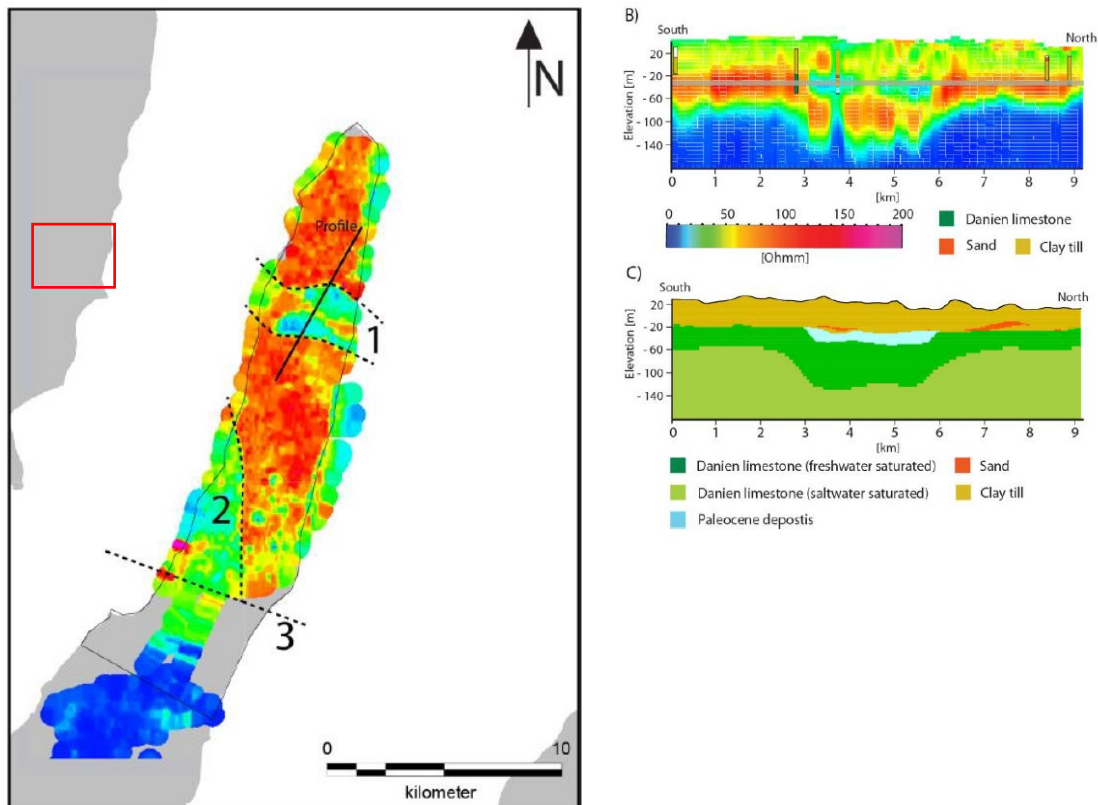 N
Profile
1
2
3
0 10
kilometer
B)
South
North
20
-20
-60
-100
-140
Elevation [m]
0 1 2 3 4 5 6 7 8 9
[km]
0 50 100 150 200
[Ohmm]
Danien limestone
Sand
Clay till
C)
South
North
20
-20
-60
-100
-140
Elevation [m]
0 1 2 3 4 5 6 7 8 9
[km]
Danien limestone (freshwater saturated)
Sand
Danien limestone (saltwater saturated)
Clay till
Paleocene depostis